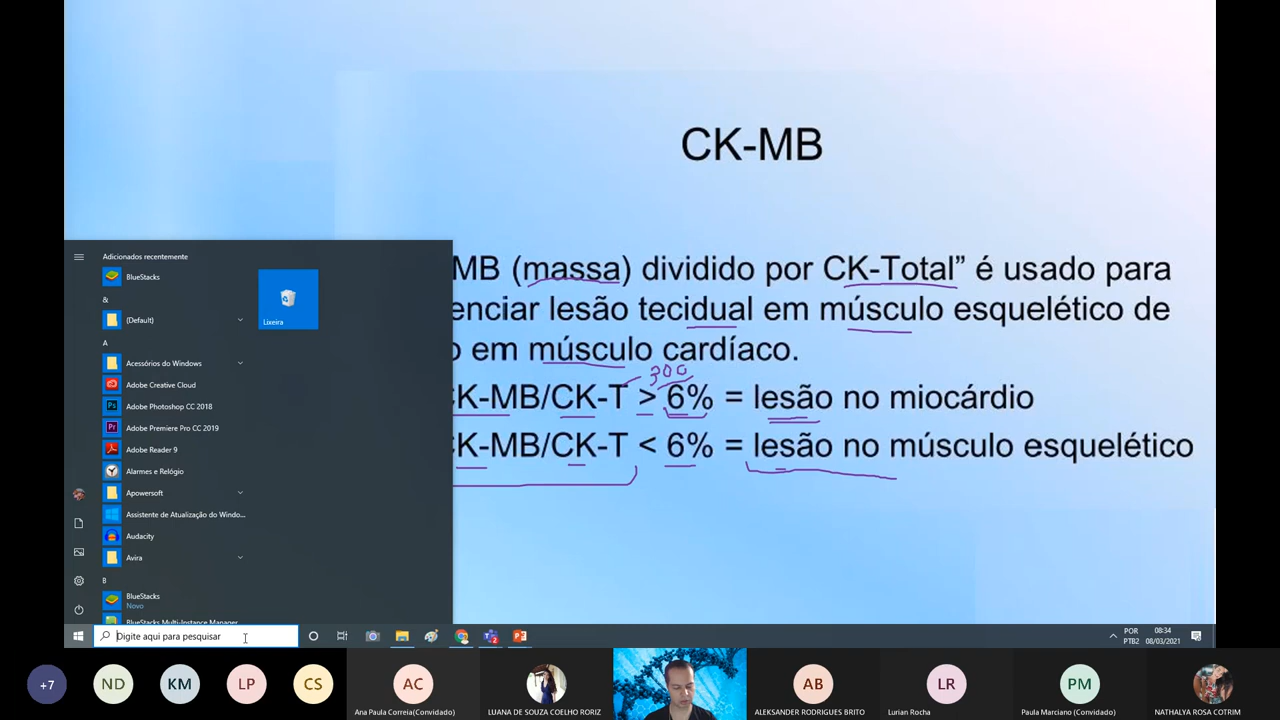 CK-MB
MB (massa) dividido por CK-Total” é usado para
enciar lesão tecidual em músculo esquelético de
o em músculo cardíaco.
300
CK-MB/CK-T > 6% = lesão no miocárdio
CK-MB/CK-T < 6% = lesão no músculo esquelético
Adicionados recentemente
BlueStacks
&
(Default)
Lixeira
A
Acessórios do Windows
Adobe Creative Cloud
Adobe Photoshop CC 2018
Adobe Premiere Pro CC 2019
Adobe Reader 9
Alarmes e Relógio
Apowersoft
Assistente de Atualização do Windo...
Audacity
Avira
B
BlueStacks
Novo
BlueStacks Multi-Instance Manager
Digite aqui para pesquisar
POR
PTB2
08:34
08/03/2021
+7
ND
KM
LP
CS
AC
Ana Paula Correia(Convidado)
LUANA DE SOUZA COELHO RORIZ
AB
ALEKSANDER RODRIGUES BRITO
LR
Lurian Rocha
PM
Paula Marciano (Convidado)
NATHALYA ROSA COTRIM